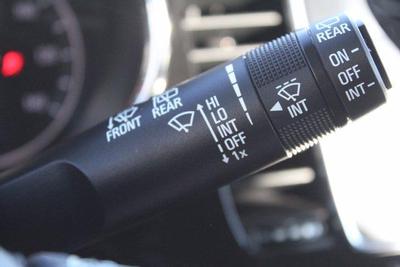 FRONT
REAR
HI
LO
INT
OFF
1x
INT
REAR
ON
OFF
INT